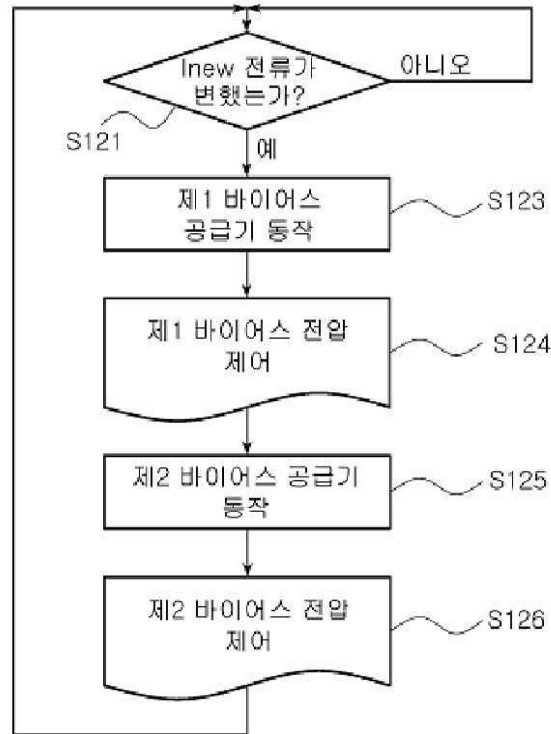 Inew 전류가
변했는가?
아니오
S121
예
제1 바이어스
공급기 동작
S123
제1 바이어스 전압
제어
S124
제2 바이어스 공급기
동작
S125
제2 바이어스 전압
제어
S126